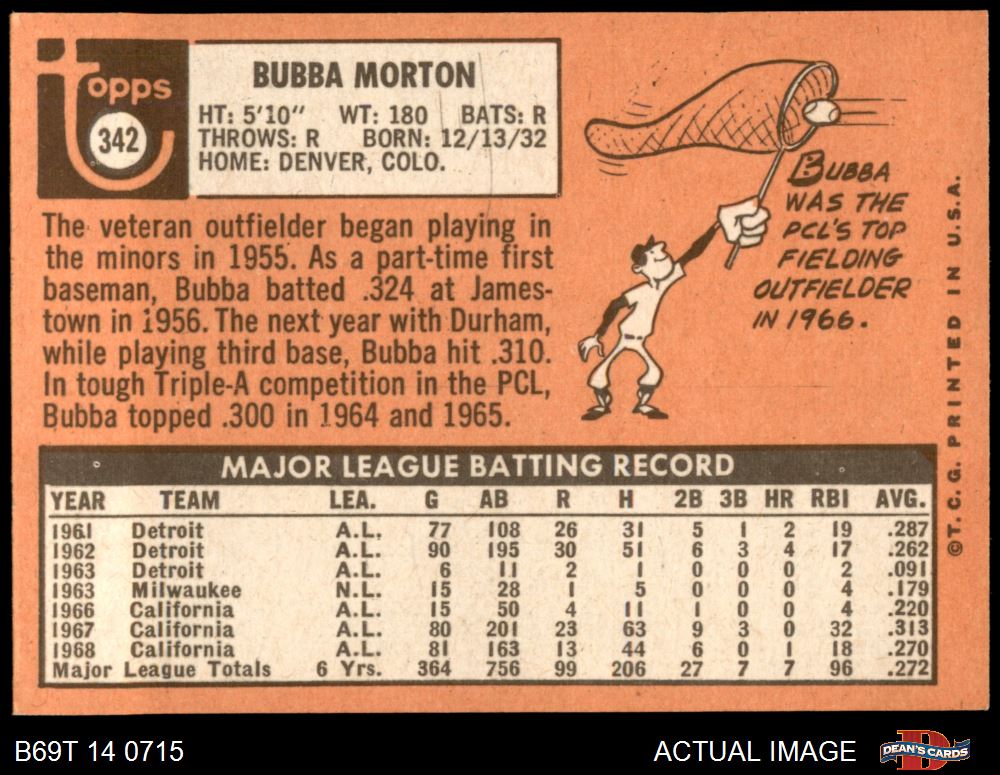 Topps
342
BUBBA MORTON
HT: 5'10" WT: 180 BATS: R
THROWS: R BORN: 12/13/32
HOME: DENVER, COLO.
The veteran outfielder began playing in
the minors in 1955. As a part-time first
baseman, Bubba batted .324 at James-
town in 1956. The next year with Durham,
while playing third base, Bubba hit .310.
In tough Triple-A competition in the PCL,
Bubba topped .300 in 1964 and 1965.
BUBBA
WAS THE
PCL'S TOP
FIELDING
OUTFIELDER
IN 1966.
©T.C.G. PRINTED IN U.S.A.
MAJOR LEAGUE BATTING RECORD
YEAR TEAM LEA. G AB R H 2B 3B HR RBI AVG.
1961 Detroit A.L. 77 108 26 31 5 1 2 19 .287
1962 Detroit A.L. 90 195 30 51 6 3 4 17 .262
1963 Detroit A.L. 6 11 2 1 0 0 0 2 .091
1963 Milwaukee N.L. 15 28 1 5 0 0 0 4 .179
1966 California A.L. 15 50 4 11 1 0 0 4 .220
1967 California A.L. 80 201 23 63 9 3 0 32 .313
1968 California A.L. 81 163 13 44 6 0 1 18 .270
Major League Totals 6 Yrs. 364 756 99 206 27 7 7 96 .272
B69T 14 0715 ACTUAL IMAGE
DEAN'S CARDS